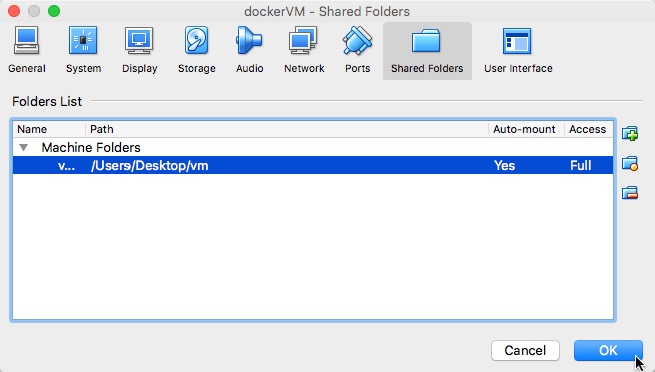 dockerVM - Shared Folders
General System Display Storage Audio Network Ports Shared Folders User Interface
Folders List
Name Path Auto-mount Access
Machine Folders
v... /Users/Desktop/vm Yes Full
Cancel OK